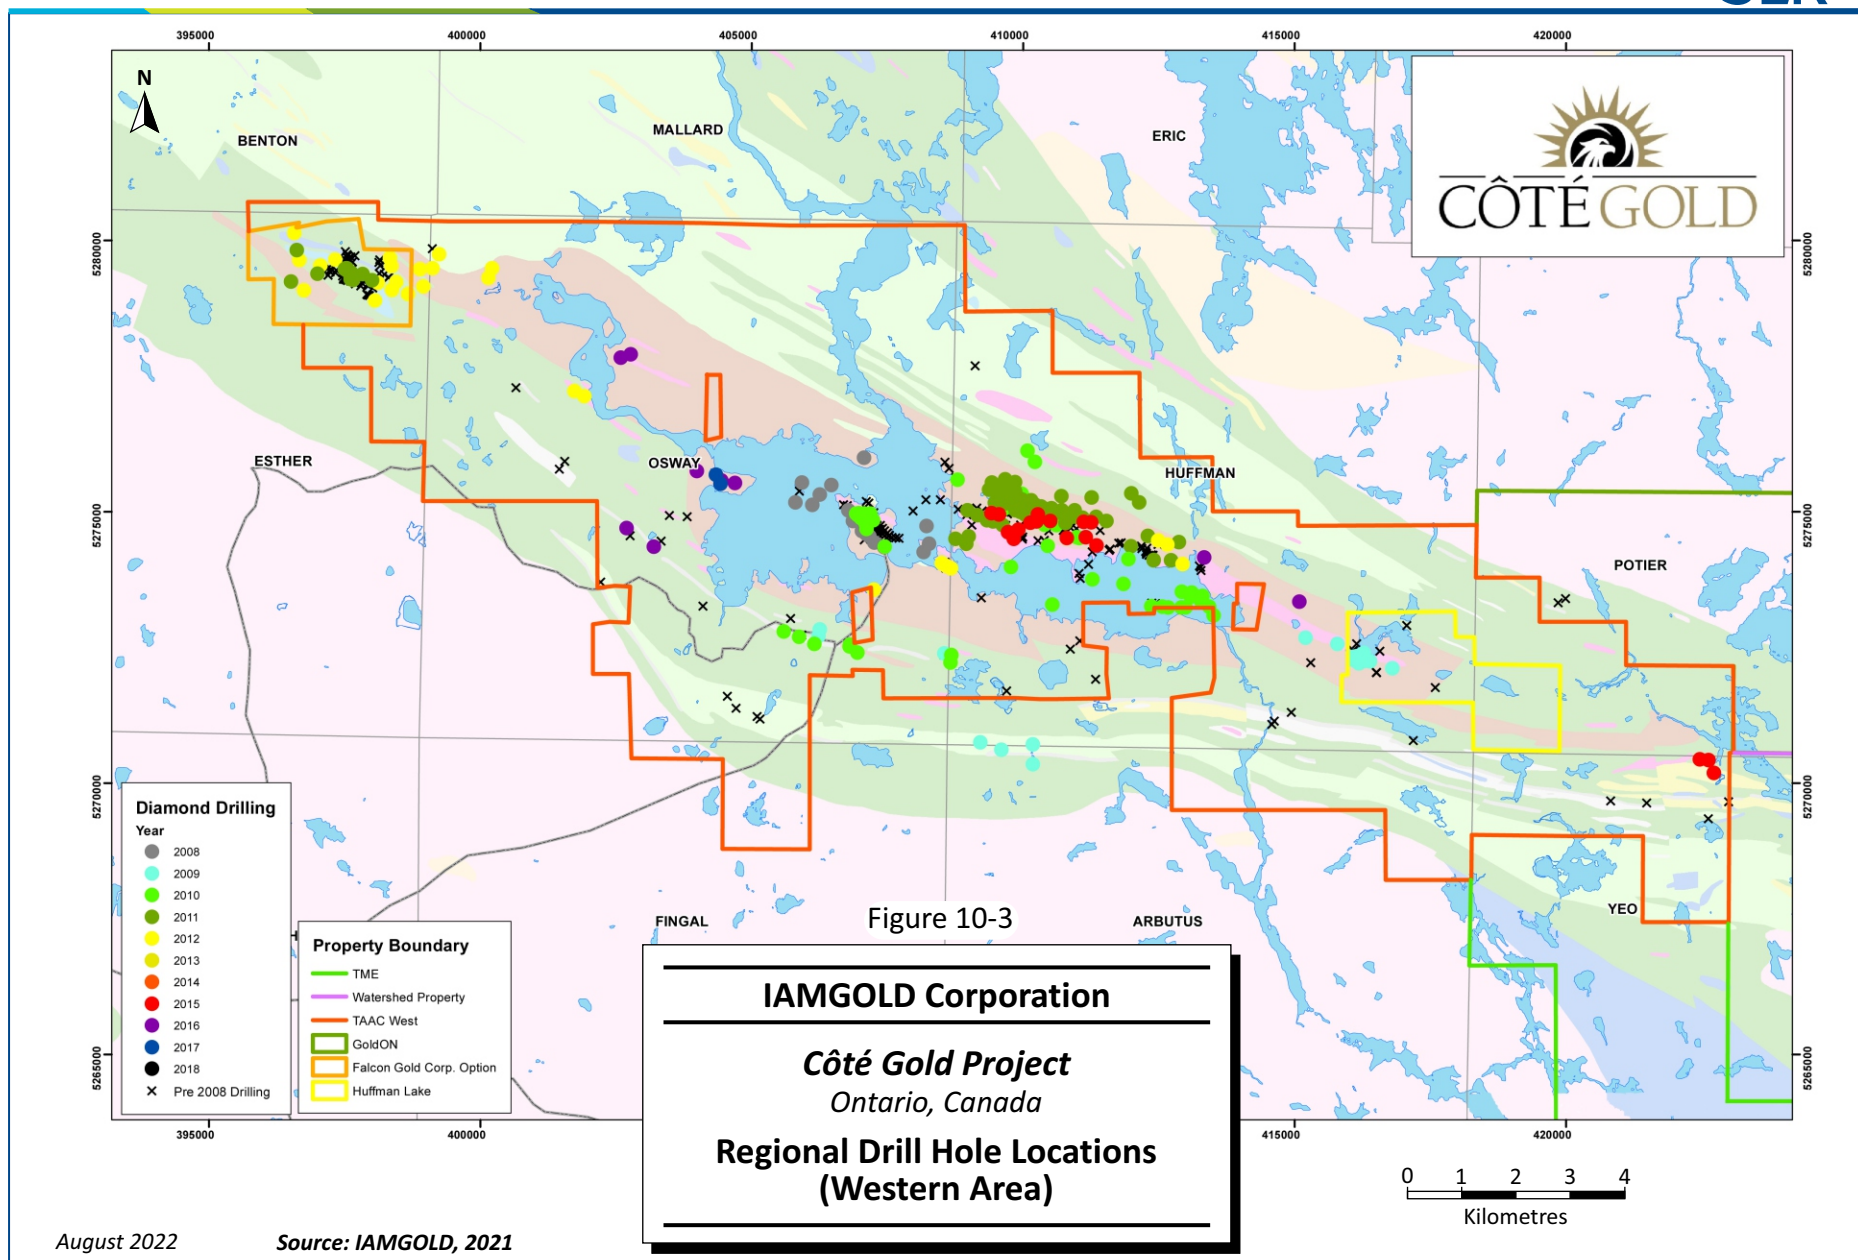 395000
400000
405000
410000
415000
420000
N
BENTON
MALLARD
ERIC
CÔTÉ GOLD
5280000
5280000
ESTHER
OSWAY
HUFFMAN
5275000
5275000
POTIER
5270000
5270000
Diamond Drilling
Year
2008
2009
2010
2011
2012
2013
2014
2015
2016
2017
2018
Pre 2008 Drilling
Property Boundary
TME
Watershed Property
TAAC West
GoldON
Falcon Gold Corp. Option
Huffman Lake
FINGAL
Figure 10-3
ARBUTUS
YEO
5265000
5265000
395000
400000
415000
420000
IAMGOLD Corporation
Côté Gold Project
Ontario, Canada
Regional Drill Hole Locations
(Western Area)
0 1 2 3 4
Kilometres
August 2022
Source: IAMGOLD, 2021